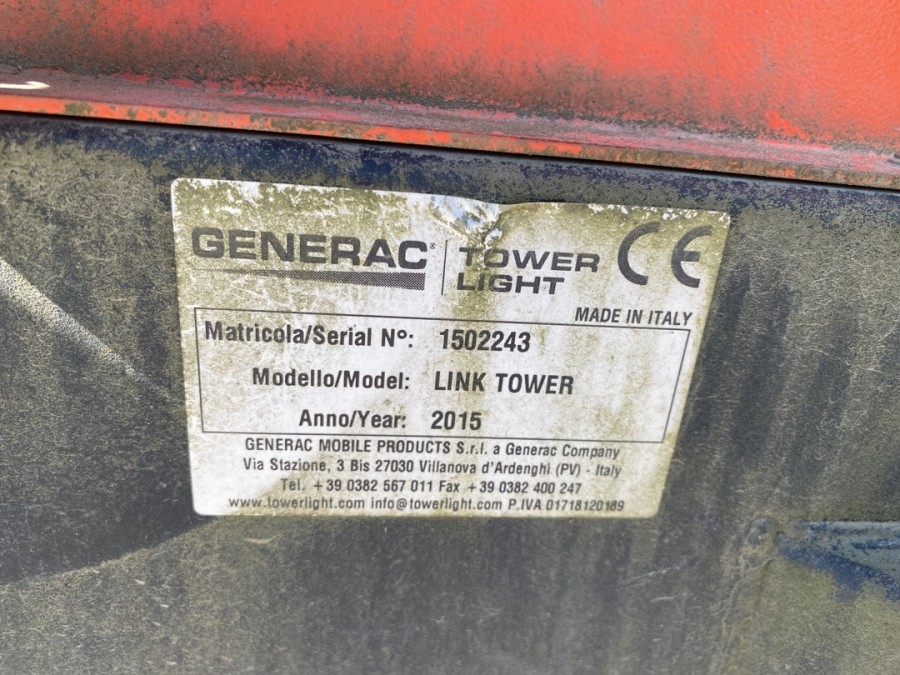 GENERAC® TOWER LIGHT CE
MADE IN ITALY
Matricola/Serial N°: 1502243
Modello/Model: LINK TOWER
Anno/Year: 2015
GENERAC MOBILE PRODUCTS S.r.l. a Generac Company
Via Stazione, 3 Bis 27030 Villanova d'Ardenghi (PV) - Italy
Tel. +39 0382 567 011 Fax +39 0382 400 247
www.towerlight.com info@towerlight.com P.IVA 01718120189